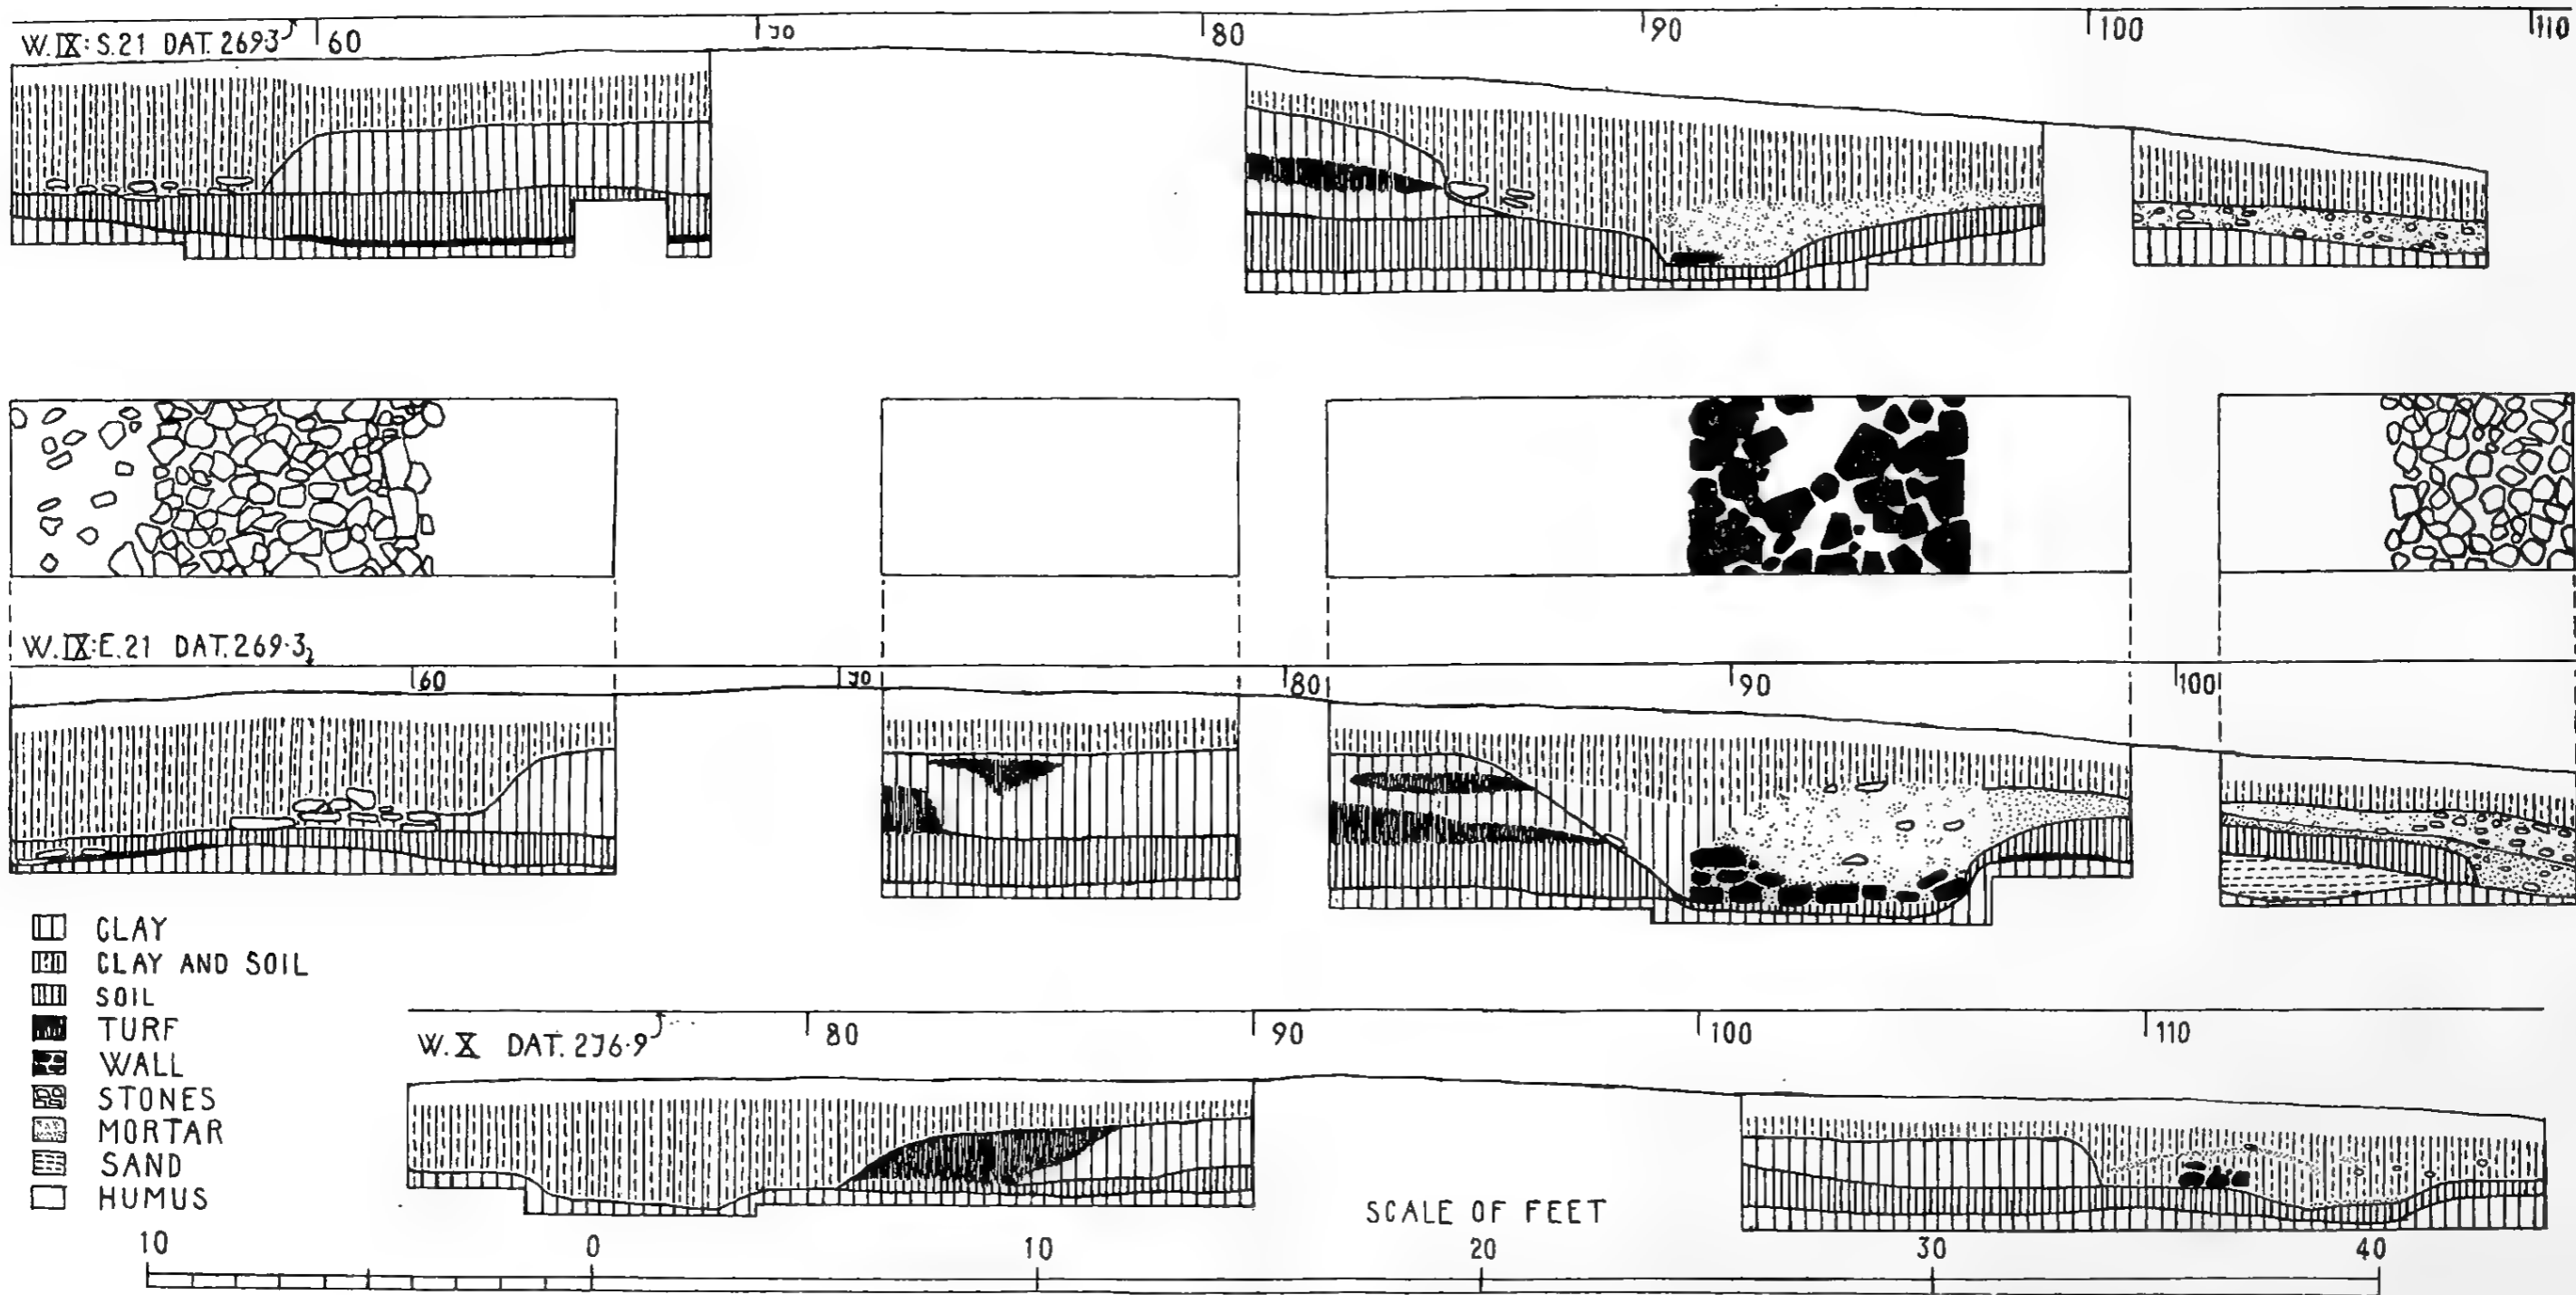 W.IX:S.21 DAT.269·3 60 70 80 90 100 110
W.IX:E.21 DAT.269·3
60 70 80 90 100
CLAY
CLAY AND SOIL
SOIL
TURF
WALL
STONES
MORTAR
SAND
HUMUS
W.X DAT.276·9 80 90 100 110
SCALE OF FEET
10 0 10 20 30 40